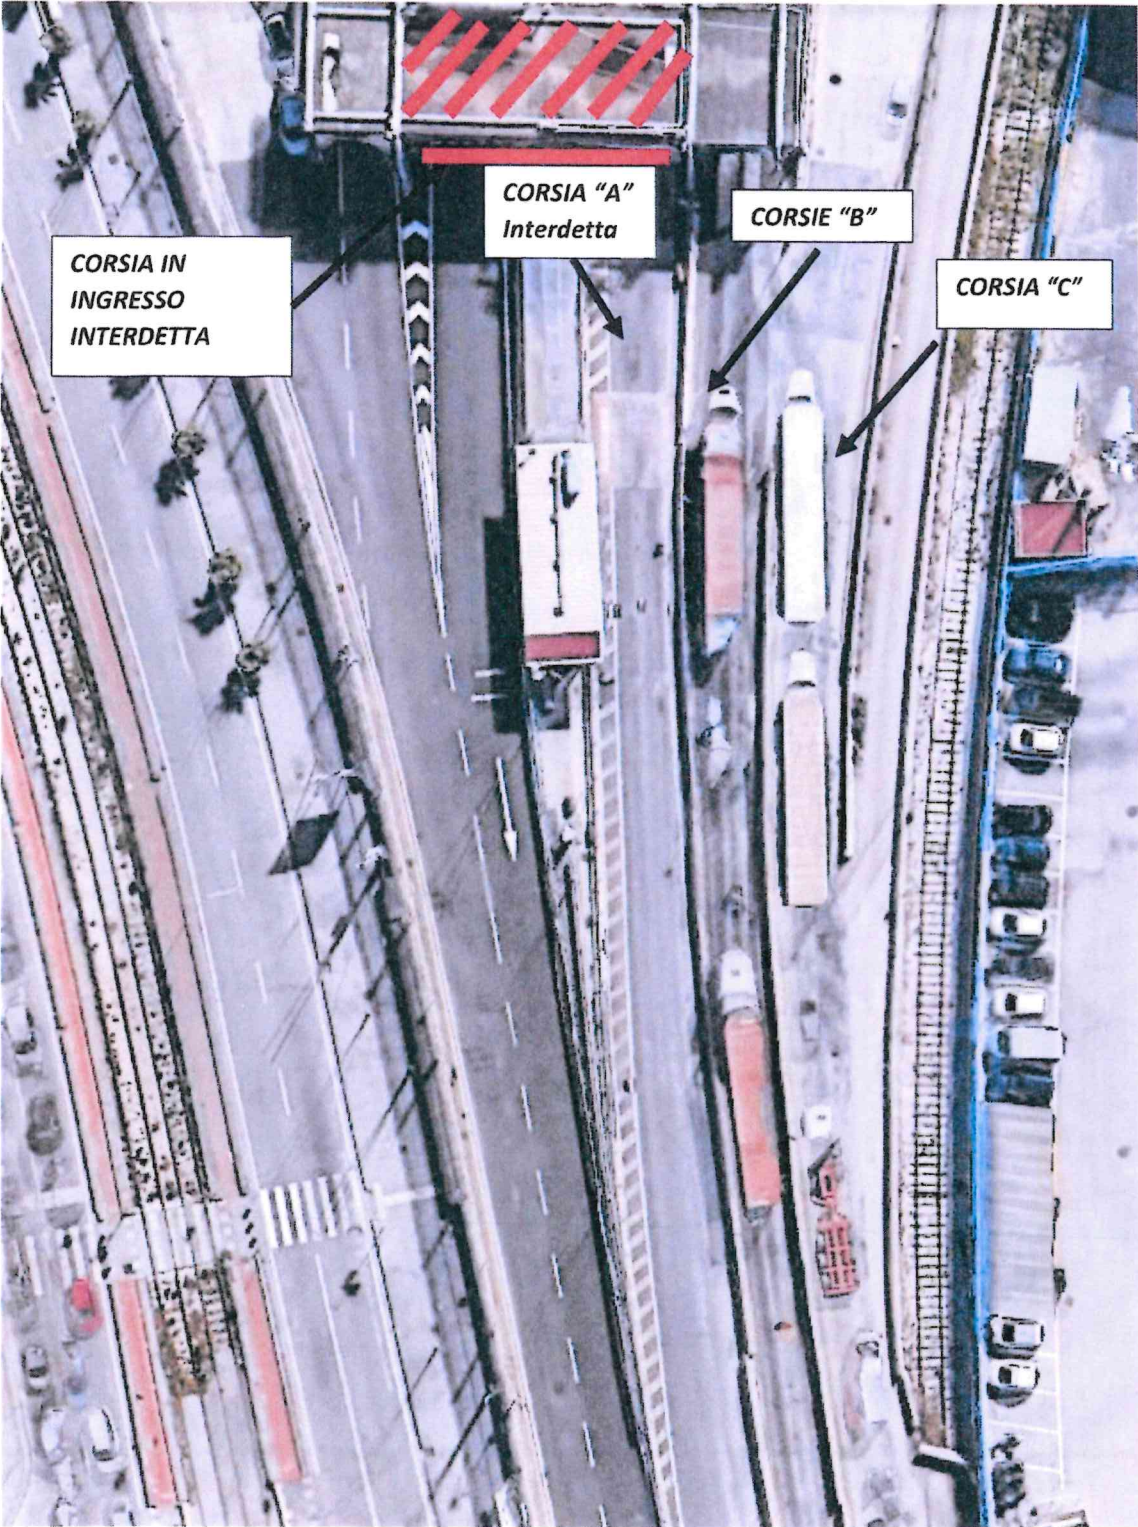 CORSIA "A"
Interdetta
CORSIE "B"
CORSIA IN
INGRESSO
INTERDETTA
CORSIA "C"